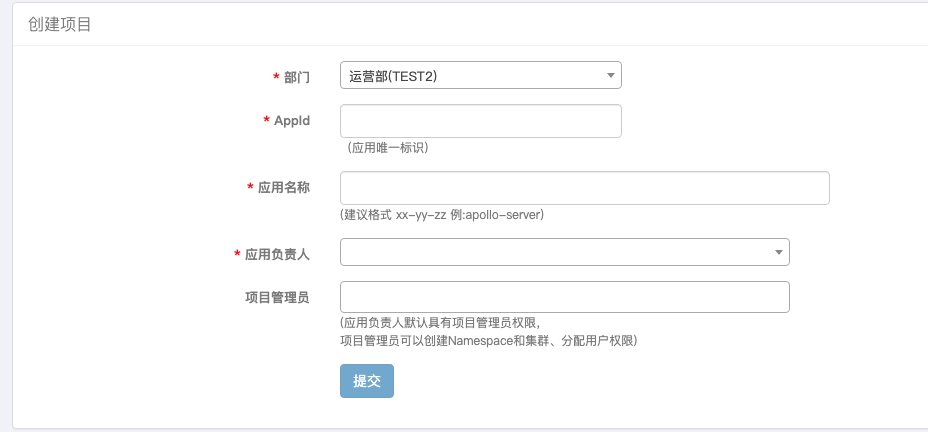 创建项目
* 部门
运营部(TEST2)
* AppId
(应用唯一标识)
* 应用名称
(建议格式 xx-yy-zz 例:apollo-server)
* 应用负责人
项目管理员
(应用负责人默认具有项目管理员权限,
项目管理员可以创建Namespace和集群、分配用户权限)
提交